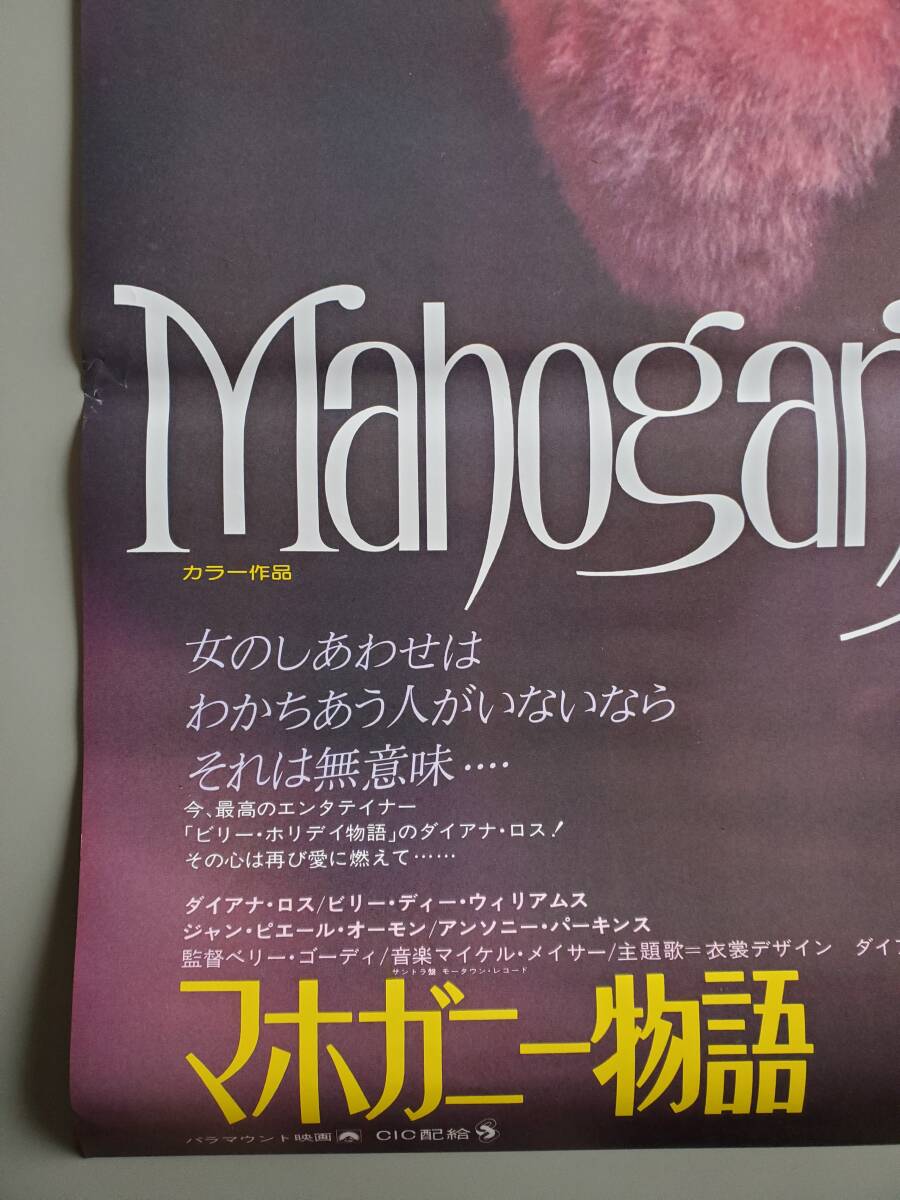 Mahogany
カラー作品
女のしあわせは
わかちあう人がいないなら
それは無意味‥‥
今、最高のエンタテイナー
「ビリー・ホリデイ物語」のダイアナ・ロス!
その心は再び愛に燃えて……
ダイアナ・ロス/ビリー・ディー・ウィリアムス
ジャン・ピエール・オーモン/アンソニー・パーキンス
監督ベリー・ゴーディ/音楽マイケル・メイサー/主題歌=衣裳デザイン ダイア
サントラ盤 モータウン・レコード
マホガニー物語
パラマウント映画 CIC配給